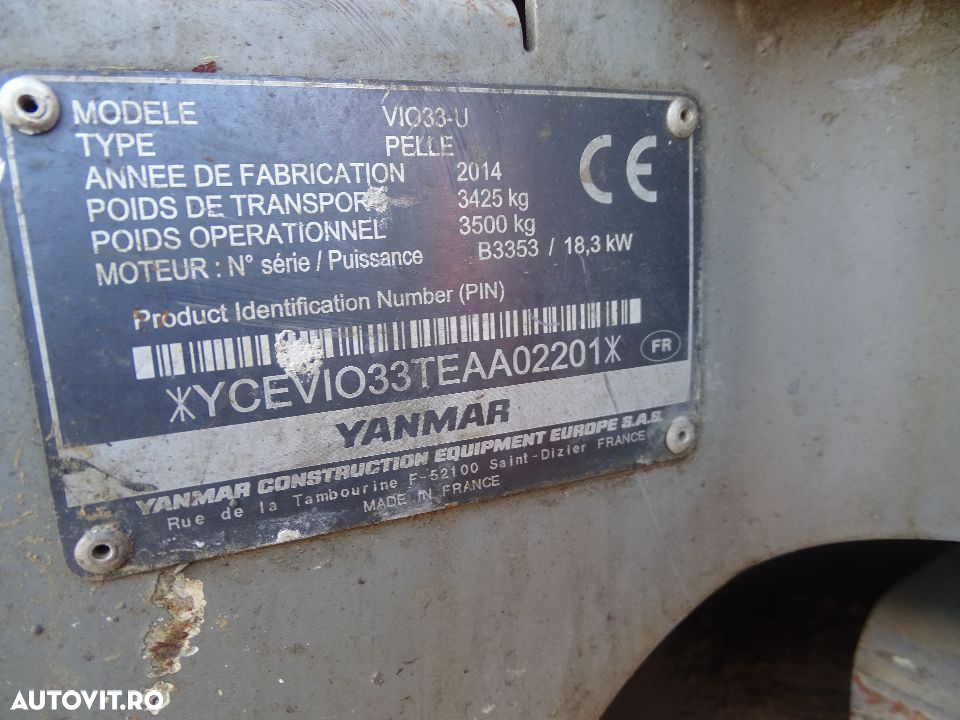 MODELE VIO33-U
TYPE PELLE
ANNEE DE FABRICATION 2014
POIDS DE TRANSPORT 3425 kg
POIDS OPERATIONNEL 3500 kg
MOTEUR : N° série / Puissance B3353 / 18,3 kW
CE
Product Identification Number (PIN)
*YCEVIO33TEAA02201*
FR
YANMAR
YANMAR CONSTRUCTION EQUIPMENT EUROPE S.A.S.
Rue de la Tambourine F-52100 Saint-Dizier FRANCE
MADE IN FRANCE
AUTOVIT.RO